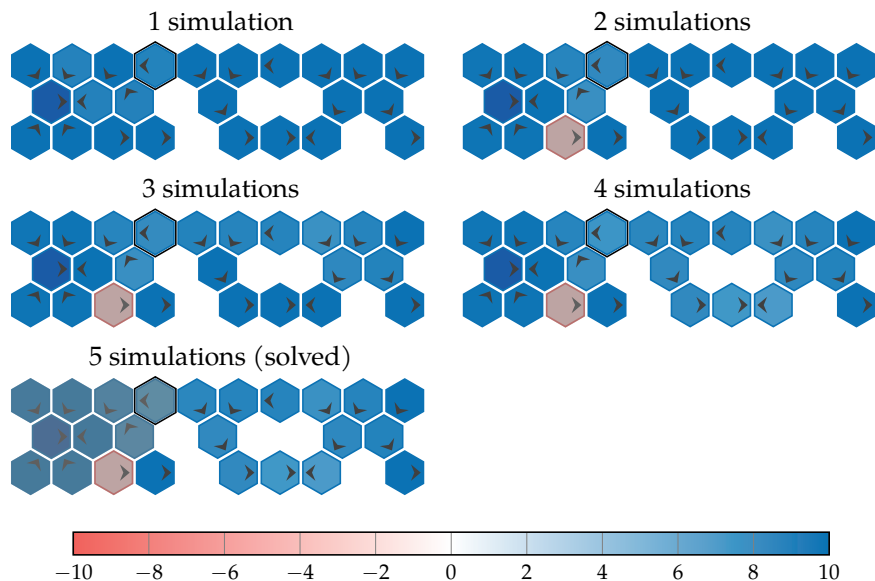 1 simulation
2 simulations
3 simulations
4 simulations
5 simulations (solved)
−10 −8 −6 −4 −2 0 2 4 6 8 10